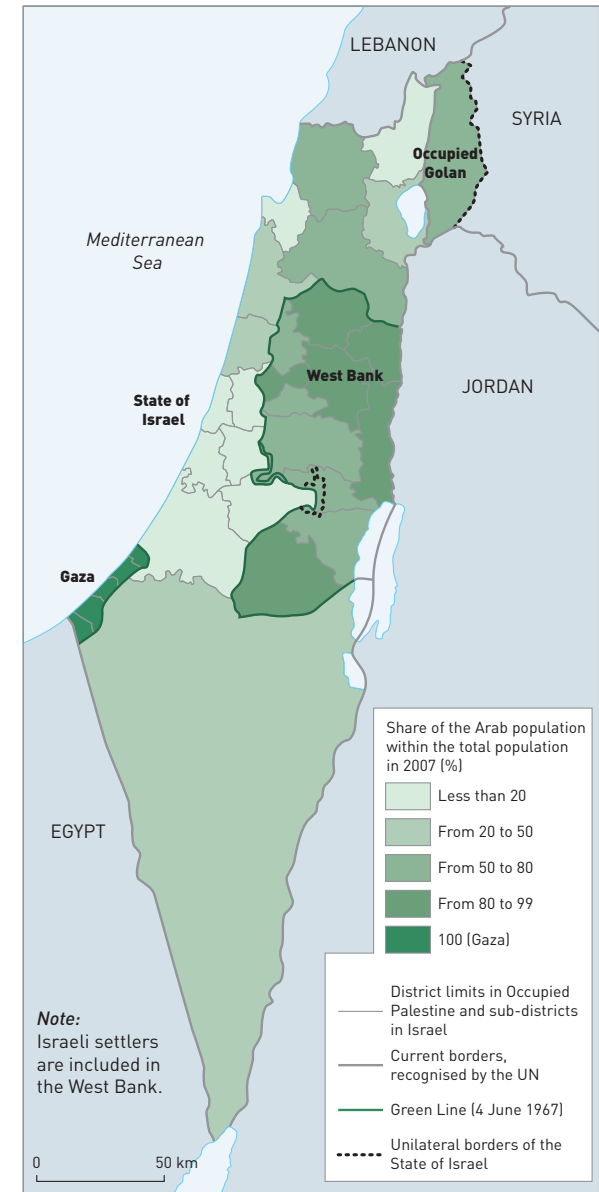 LEBANON
SYRIA
Occupied
Golan
Mediterranean
Sea
West Bank
State of
Israel
JORDAN
Gaza
EGYPT
Share of the Arab population
within the total population
in 2007 (%)
Less than 20
From 20 to 50
From 50 to 80
From 80 to 99
100 (Gaza)
District limits in Occupied
Palestine and sub-districts
in Israel
Current borders,
recognised by the UN
Green Line (4 June 1967)
Unilateral borders of the
State of Israel
Note:
Israeli settlers
are included in
the West Bank.
0 50 km